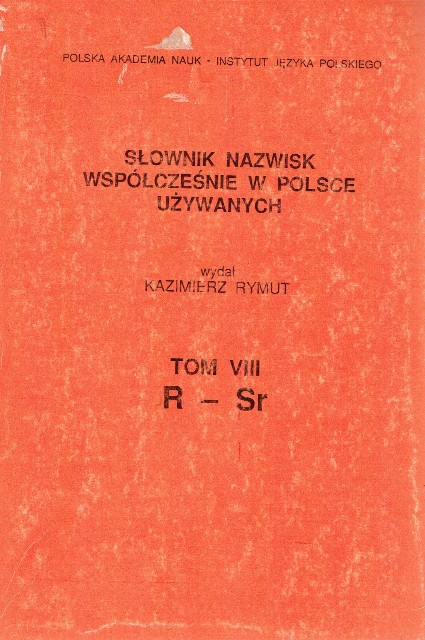 POLSKA AKADEMIA NAUK - INSTYTUT JĘZYKA POLSKIEGO
SŁOWNIK NAZWISK
WSPÓŁCZEŚNIE W POLSCE
UŻYWANYCH
wydał
KAZIMIERZ RYMUT
TOM VIII
R – Sr